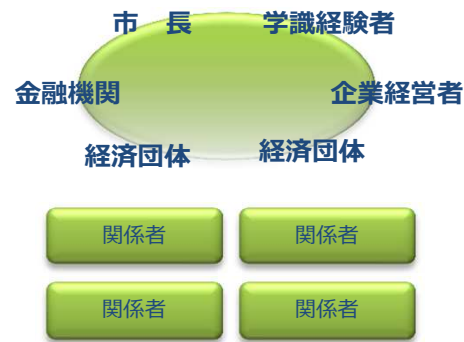 市　長　学識経験者
金融機関　企業経営者
経済団体　経済団体
関係者　関係者
関係者　関係者